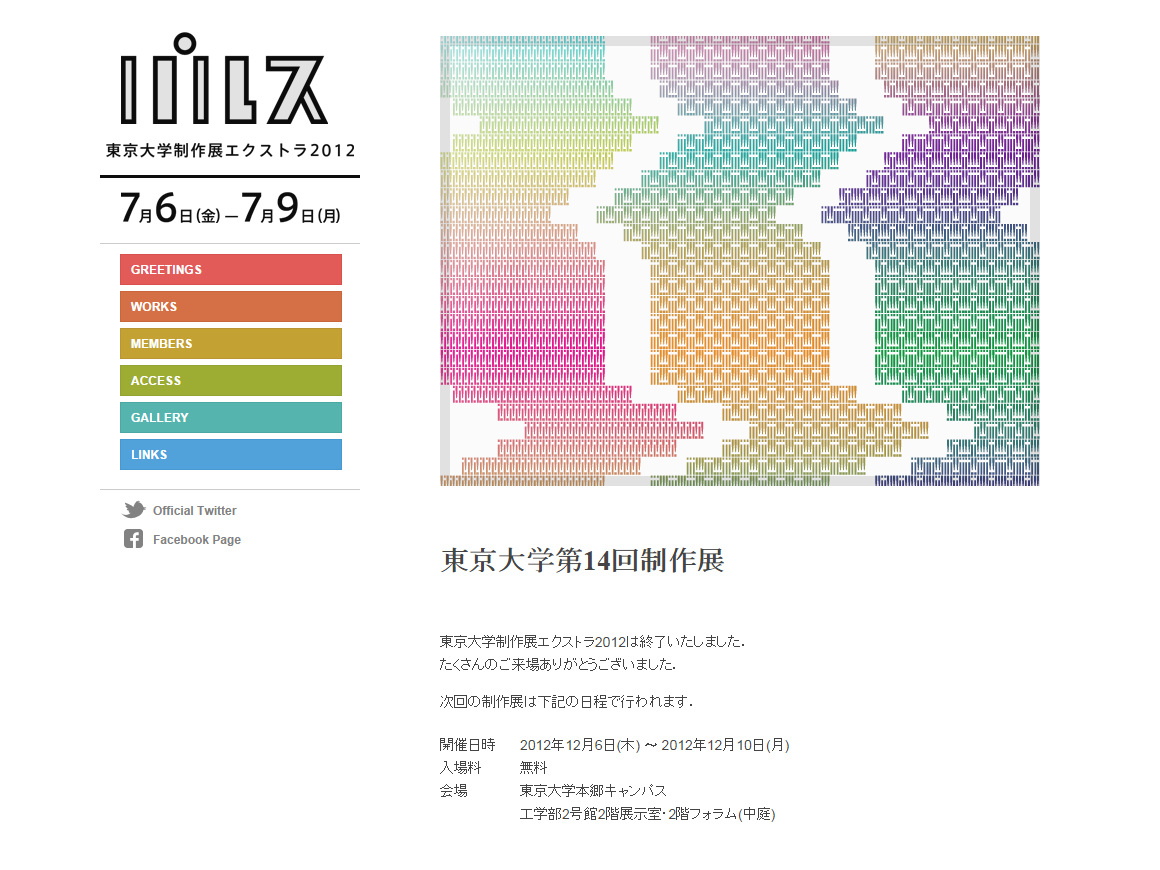 東京大学制作展エクストラ2012
7月6日(金)—7月9日(月)
GREETINGS
WORKS
MEMBERS
ACCESS
GALLERY
LINKS
Official Twitter
Facebook Page
東京大学第14回制作展
東京大学制作展エクストラ2012は終了いたしました.
たくさんのご来場ありがとうございました.
次回の制作展は下記の日程で行われます.
開催日時 2012年12月6日(木) ～ 2012年12月10日(月)
入場料 無料
会場 東京大学本郷キャンパス
工学部2号館2階展示室・2階フォラム(中庭)